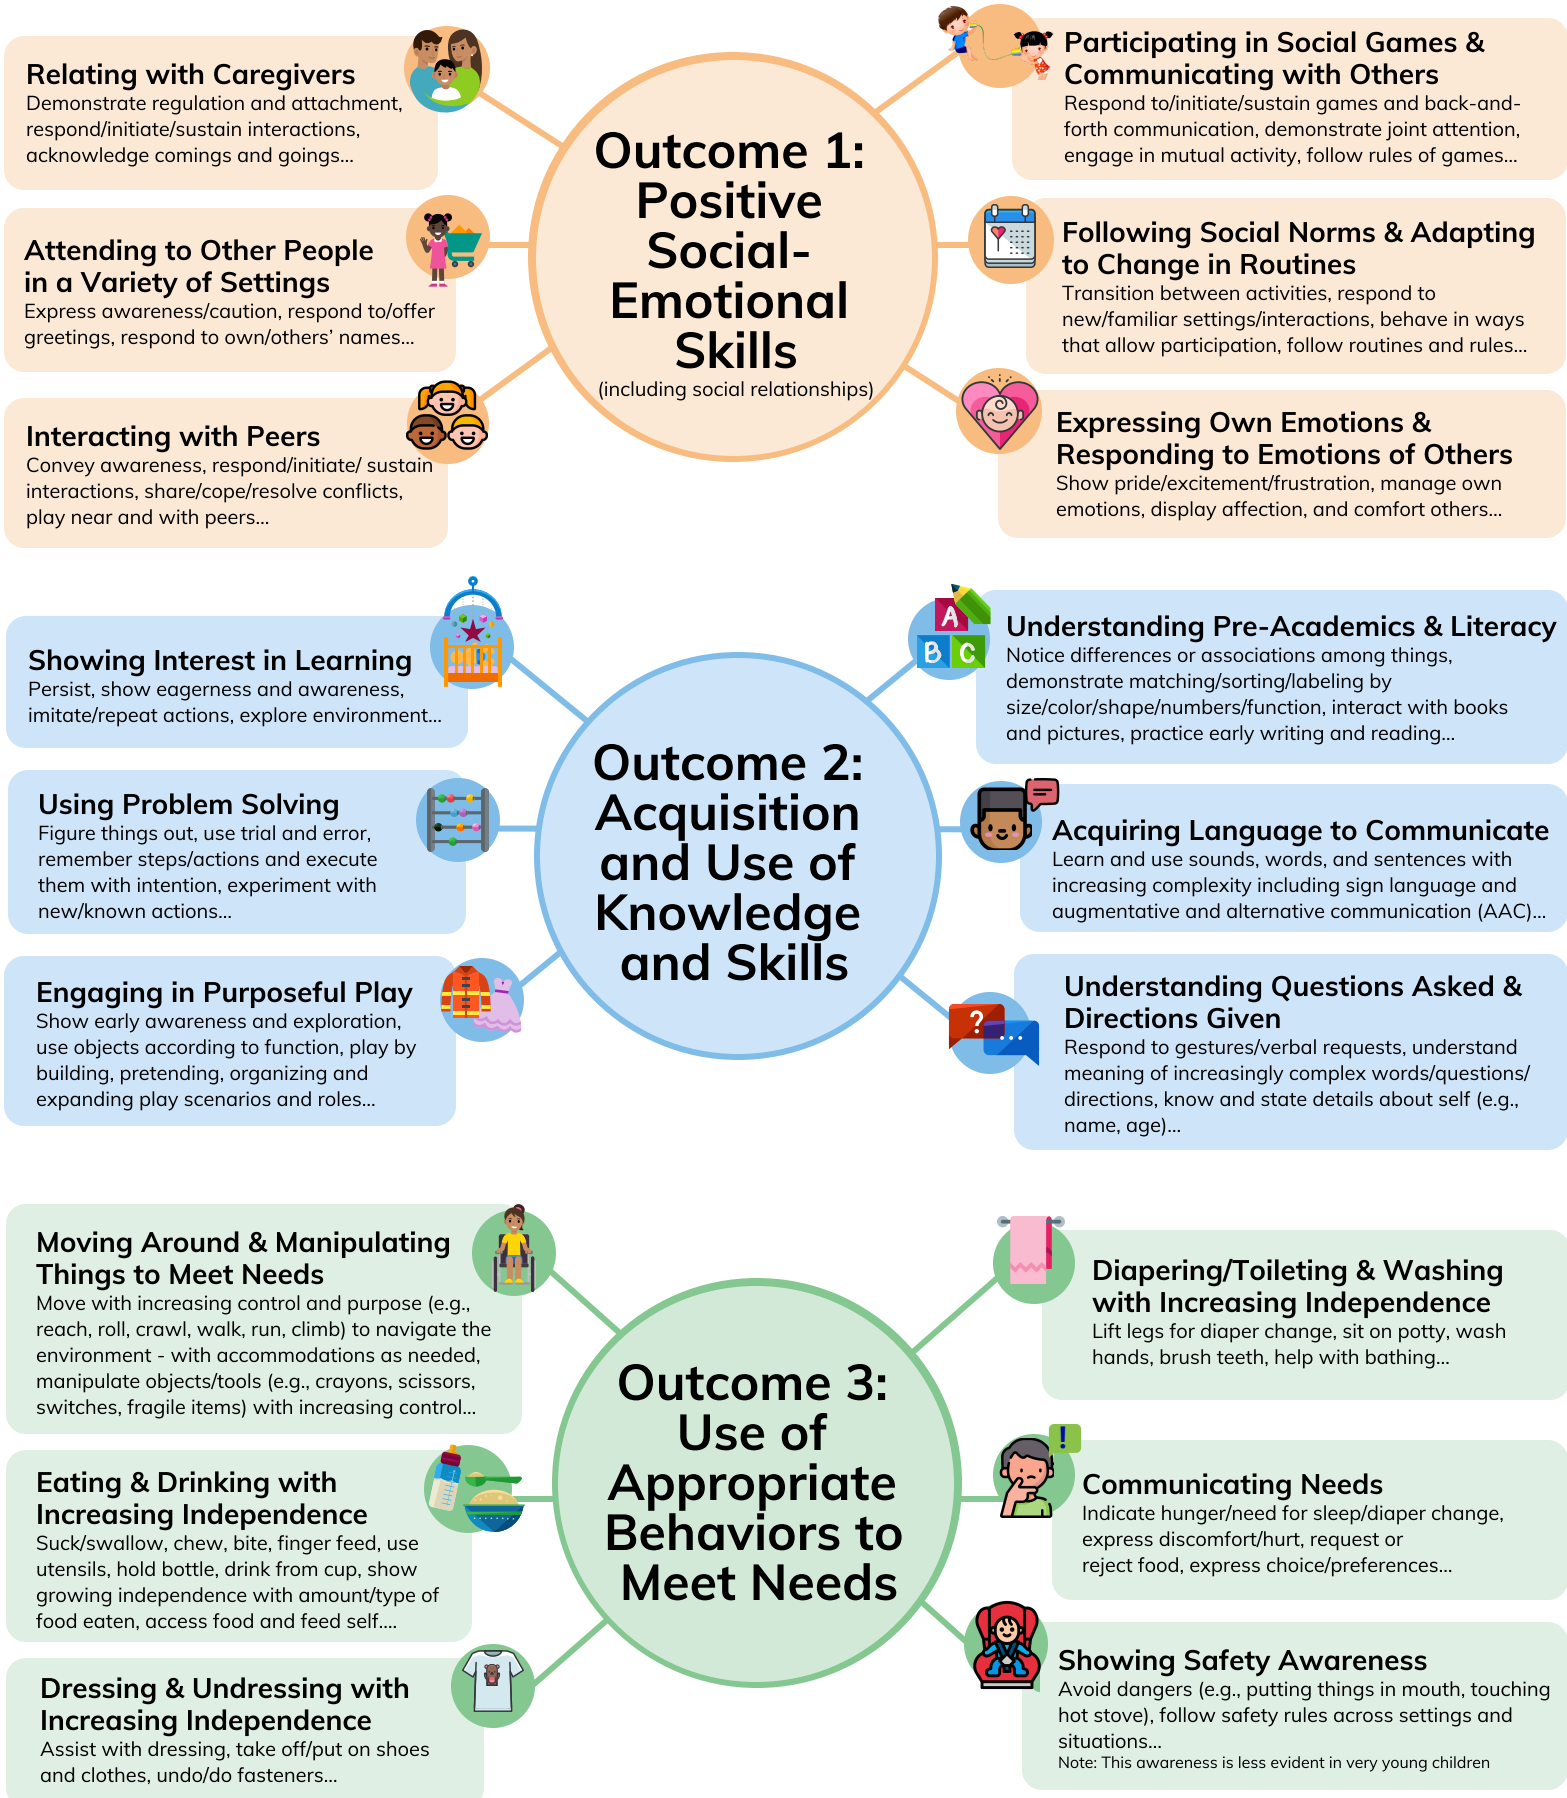 Relating with Caregivers
Demonstrate regulation and attachment,
respond/initiate/sustain interactions,
acknowledge comings and goings...
Attending to Other People
in a Variety of Settings
Express awareness/caution, respond to/offer
greetings, respond to own/others’ names...
Interacting with Peers
Convey awareness, respond/initiate/ sustain
interactions, share/cope/resolve conflicts,
play near and with peers...
Outcome 1:
Positive
Social-
Emotional
Skills
(including social relationships)
Participating in Social Games &
Communicating with Others
Respond to/initiate/sustain games and back-and-
forth communication, demonstrate joint attention,
engage in mutual activity, follow rules of games...
Following Social Norms & Adapting
to Change in Routines
Transition between activities, respond to
new/familiar settings/interactions, behave in ways
that allow participation, follow routines and rules...
Expressing Own Emotions &
Responding to Emotions of Others
Show pride/excitement/frustration, manage own
emotions, display affection, and comfort others...
Showing Interest in Learning
Persist, show eagerness and awareness,
imitate/repeat actions, explore environment...
Using Problem Solving
Figure things out, use trial and error,
remember steps/actions and execute
them with intention, experiment with
new/known actions...
Engaging in Purposeful Play
Show early awareness and exploration,
use objects according to function, play by
building, pretending, organizing and
expanding play scenarios and roles...
Outcome 2:
Acquisition
and Use of
Knowledge
and Skills
A
B C
Understanding Pre-Academics & Literacy
Notice differences or associations among things,
demonstrate matching/sorting/labeling by
size/color/shape/numbers/function, interact with books
and pictures, practice early writing and reading...
Acquiring Language to Communicate
Learn and use sounds, words, and sentences with
increasing complexity including sign language and
augmentative and alternative communication (AAC)...
?
...
Understanding Questions Asked &
Directions Given
Respond to gestures/verbal requests, understand
meaning of increasingly complex words/questions/
directions, know and state details about self (e.g.,
name, age)...
Moving Around & Manipulating
Things to Meet Needs
Move with increasing control and purpose (e.g.,
reach, roll, crawl, walk, run, climb) to navigate the
environment - with accommodations as needed,
manipulate objects/tools (e.g., crayons, scissors,
switches, fragile items) with increasing control...
Eating & Drinking with
Increasing Independence
Suck/swallow, chew, bite, finger feed, use
utensils, hold bottle, drink from cup, show
growing independence with amount/type of
food eaten, access food and feed self....
Dressing & Undressing with
Increasing Independence
Assist with dressing, take off/put on shoes
and clothes, undo/do fasteners...
Outcome 3:
Use of
Appropriate
Behaviors to
Meet Needs
Diapering/Toileting & Washing
with Increasing Independence
Lift legs for diaper change, sit on potty, wash
hands, brush teeth, help with bathing...
!
Communicating Needs
Indicate hunger/need for sleep/diaper change,
express discomfort/hurt, request or
reject food, express choice/preferences...
Showing Safety Awareness
Avoid dangers (e.g., putting things in mouth, touching
hot stove), follow safety rules across settings and
situations...
Note: This awareness is less evident in very young children